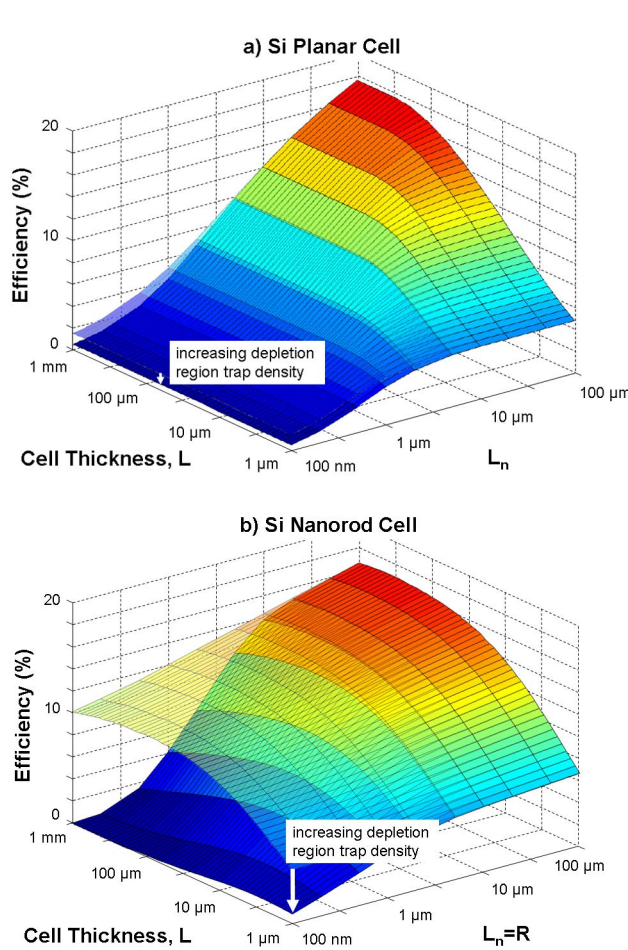 a) Si Planar Cell
20
10
0
Efficiency (%)
1 mm
100 µm
10 µm
1 µm
Cell Thickness, L
increasing depletion
region trap density
100 nm
1 µm
10 µm
100 µm
Lₙ
b) Si Nanorod Cell
20
10
0
Efficiency (%)
1 mm
100 µm
10 µm
1 µm
Cell Thickness, L
increasing depletion
region trap density
100 nm
1 µm
10 µm
100 µm
Lₙ=R